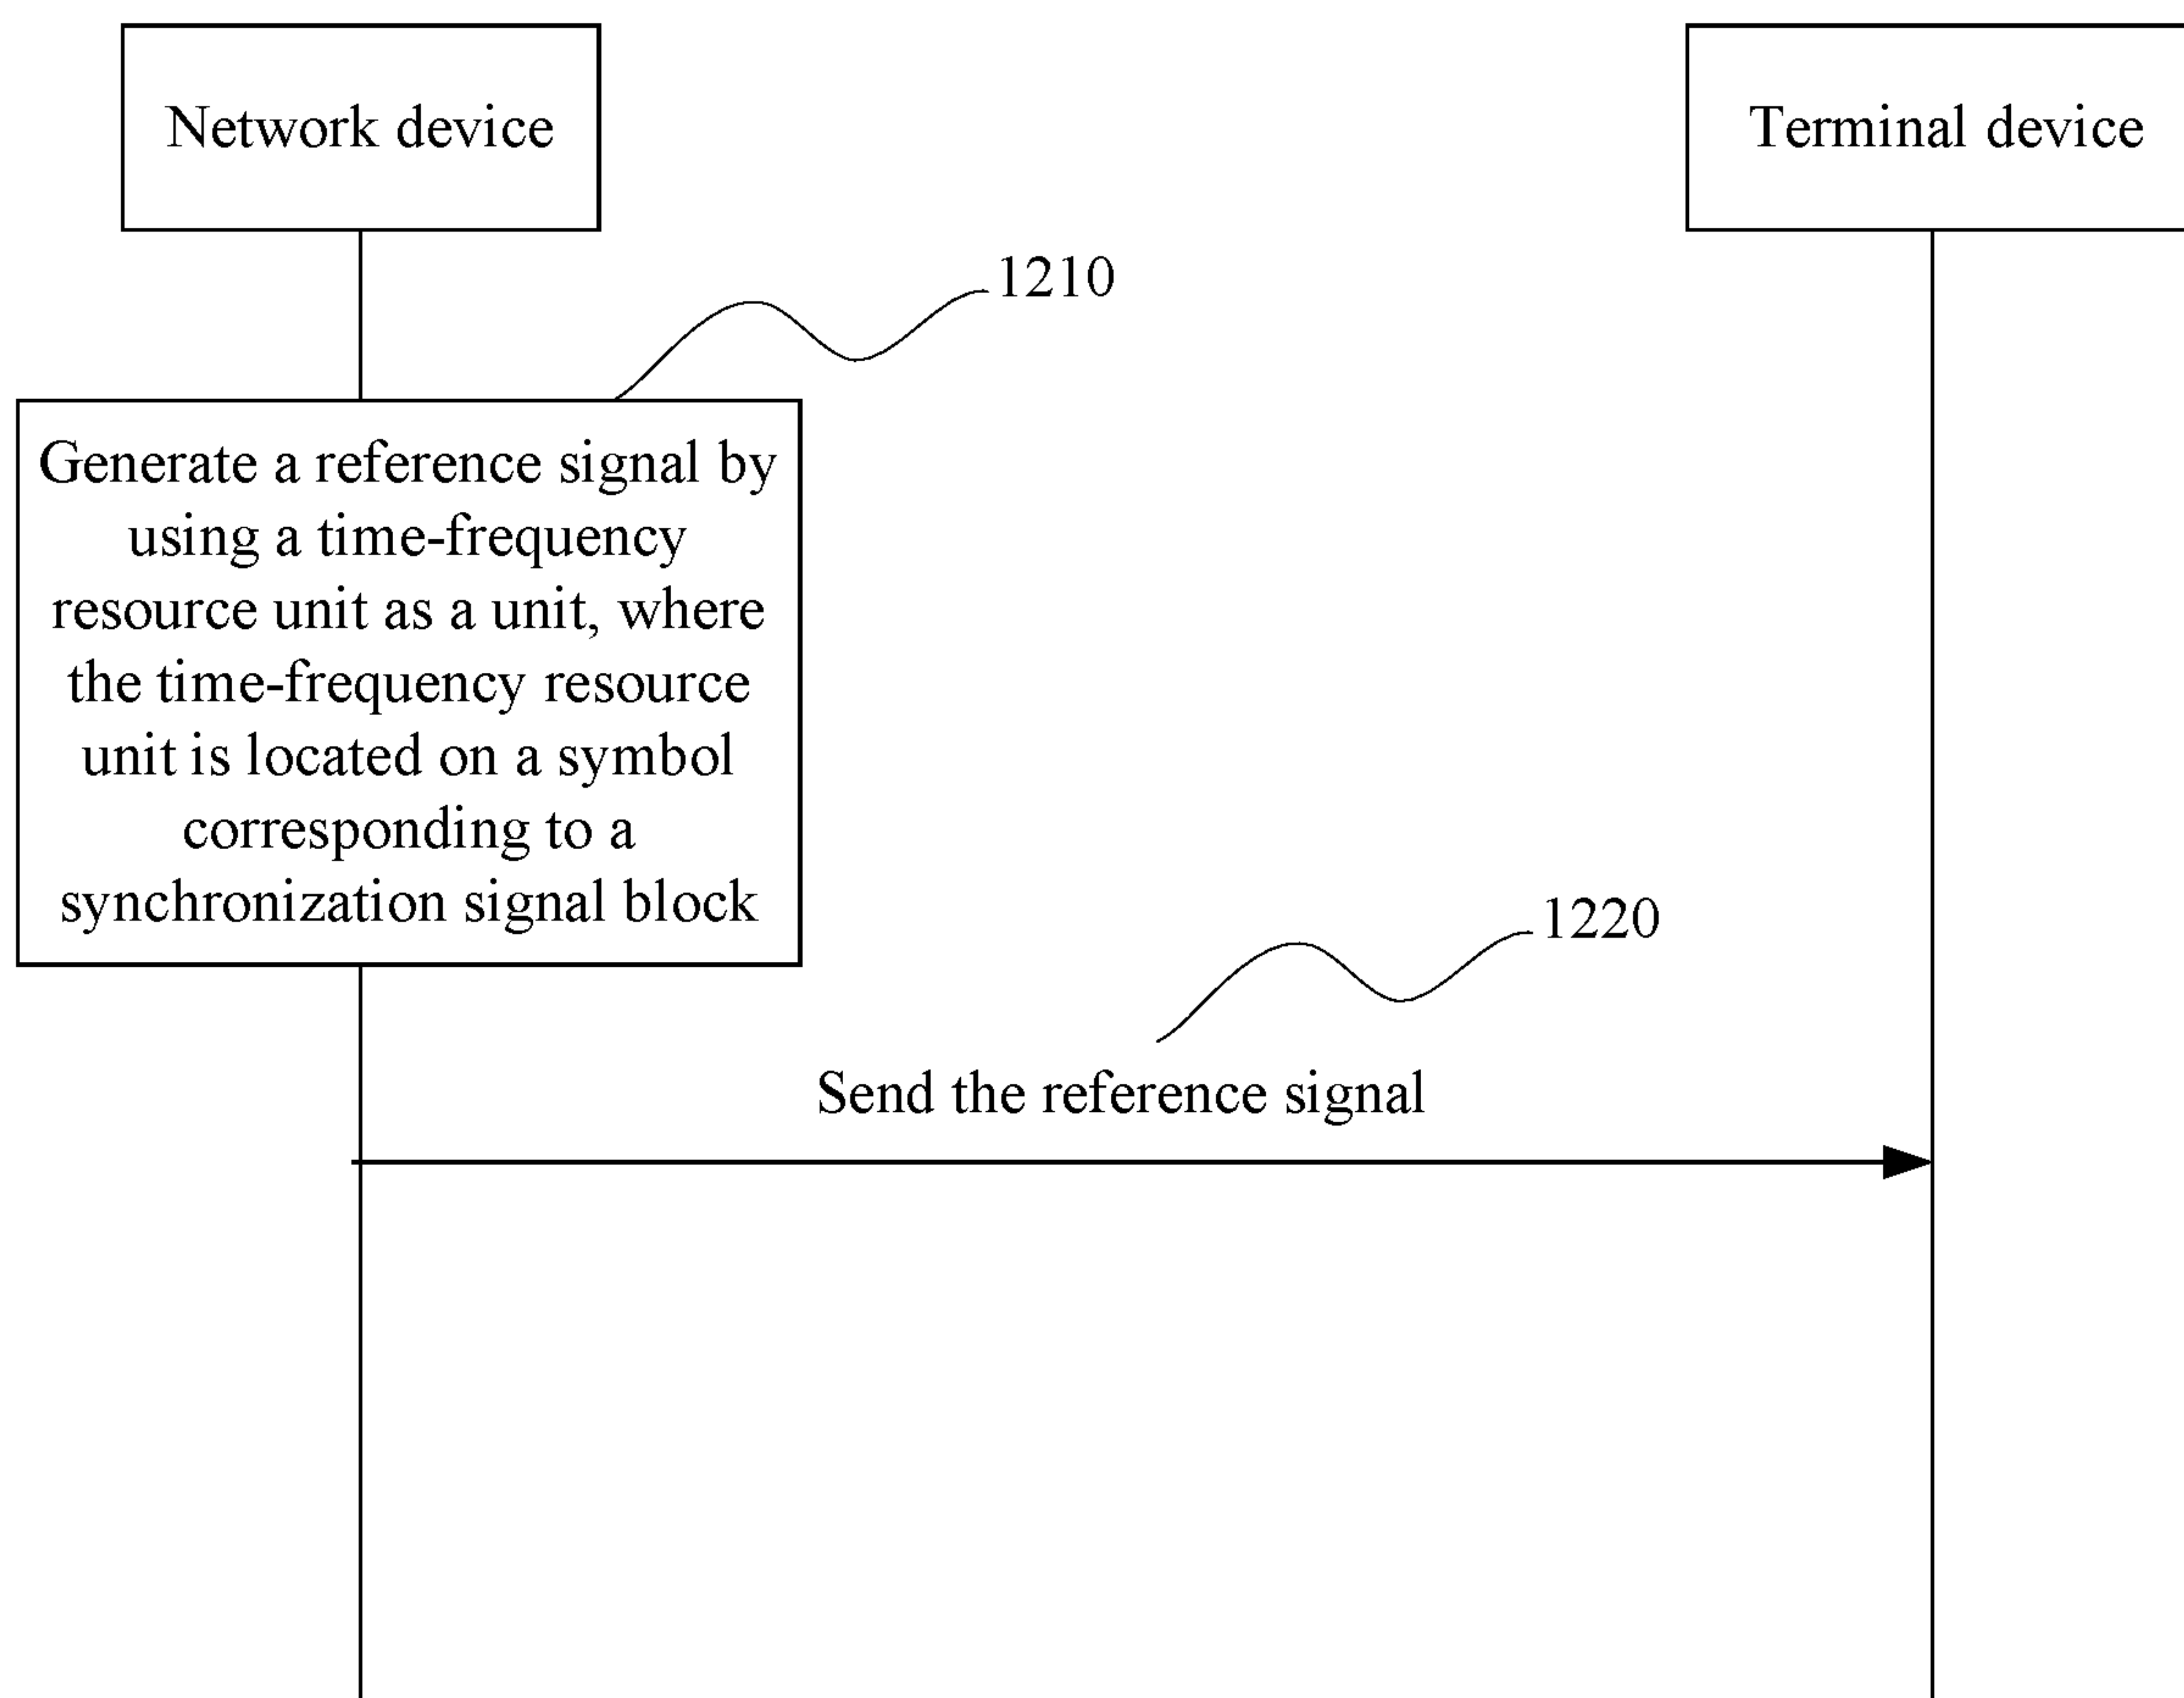 Network device
Terminal device
1210
Generate a reference signal by
using a time-frequency
resource unit as a unit, where
the time-frequency resource
unit is located on a symbol
corresponding to a
synchronization signal block
1220
Send the reference signal